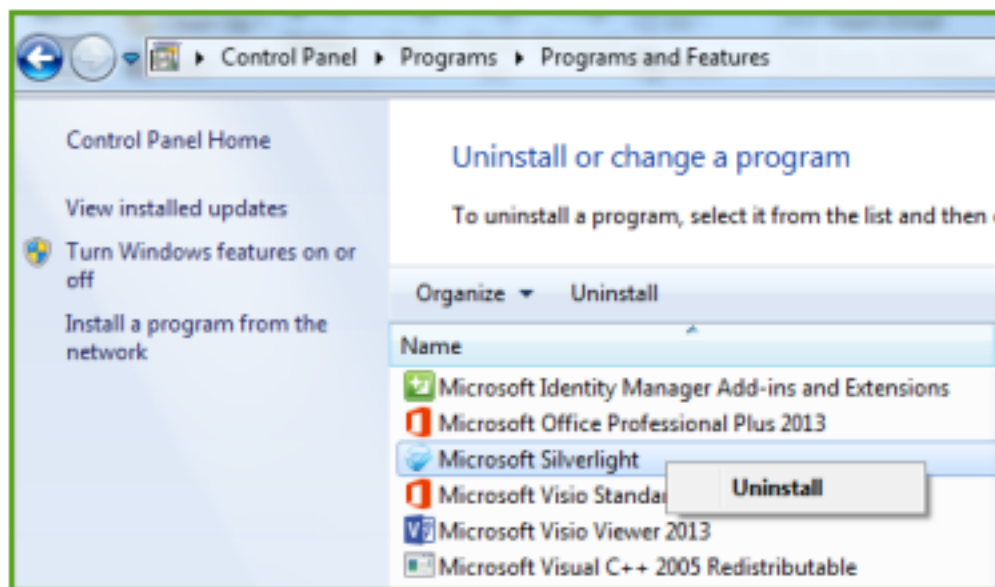 Control Panel Programs Programs and Features
Control Panel Home
View installed updates
Turn Windows features on or
off
Install a program from the
network
Uninstall or change a program
To uninstall a program, select it from the list and then
Organize Uninstall
Name
Microsoft Identity Manager Add-ins and Extensions
Microsoft Office Professional Plus 2013
Microsoft Silverlight
Uninstall
Microsoft Visio Standa
Microsoft Visio Viewer 2013
Microsoft Visual C++ 2005 Redistributable